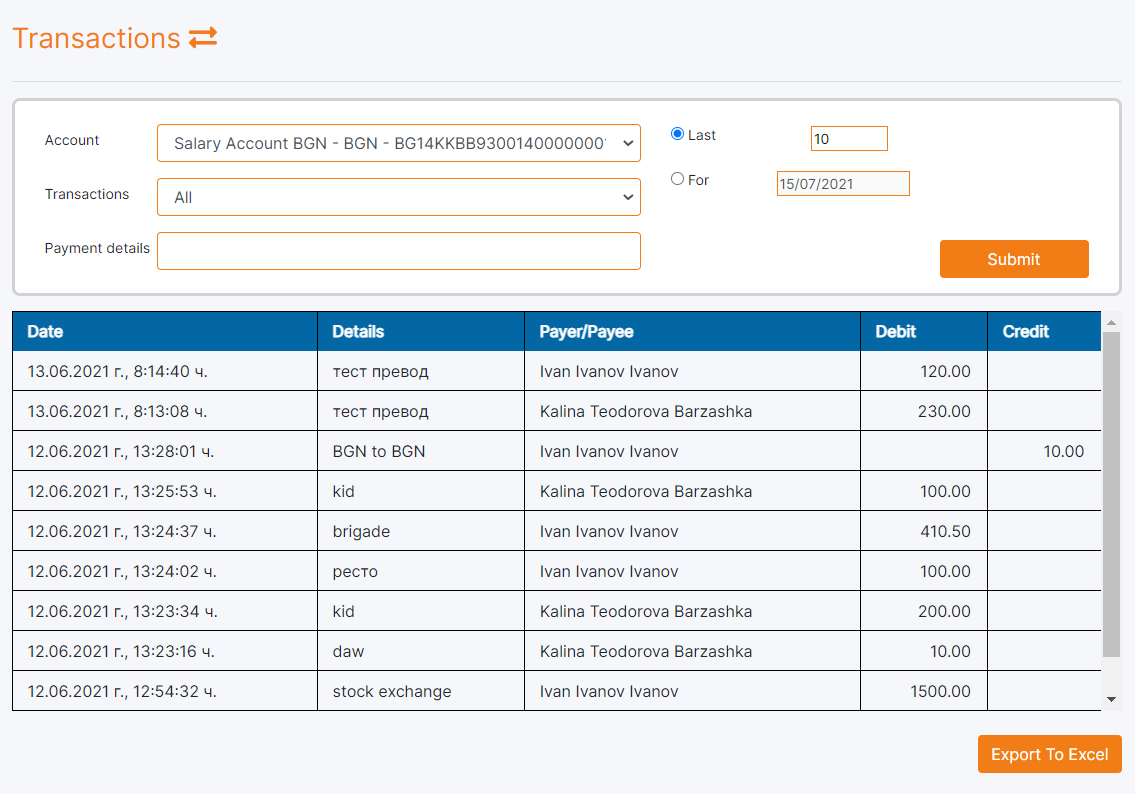 Transactions
Account
Salary Account BGN - BGN - BG14KKBB9300140000000
Last
10
Transactions
All
For
15/07/2021
Payment details
Submit
Date Details Payer/Payee Debit Credit
13.06.2021 г., 8:14:40 ч. тест превод Ivan Ivanov Ivanov 120.00
13.06.2021 г., 8:13:08 ч. тест превод Kalina Teodorova Barzashka 230.00
12.06.2021 г., 13:28:01 ч. BGN to BGN Ivan Ivanov Ivanov 10.00
12.06.2021 г., 13:25:53 ч. kid Kalina Teodorova Barzashka 100.00
12.06.2021 г., 13:24:37 ч. brigade Ivan Ivanov Ivanov 410.50
12.06.2021 г., 13:24:02 ч. ресто Ivan Ivanov Ivanov 100.00
12.06.2021 г., 13:23:34 ч. kid Kalina Teodorova Barzashka 200.00
12.06.2021 г., 13:23:16 ч. daw Kalina Teodorova Barzashka 10.00
12.06.2021 г., 12:54:32 ч. stock exchange Ivan Ivanov Ivanov 1500.00
Export To Excel